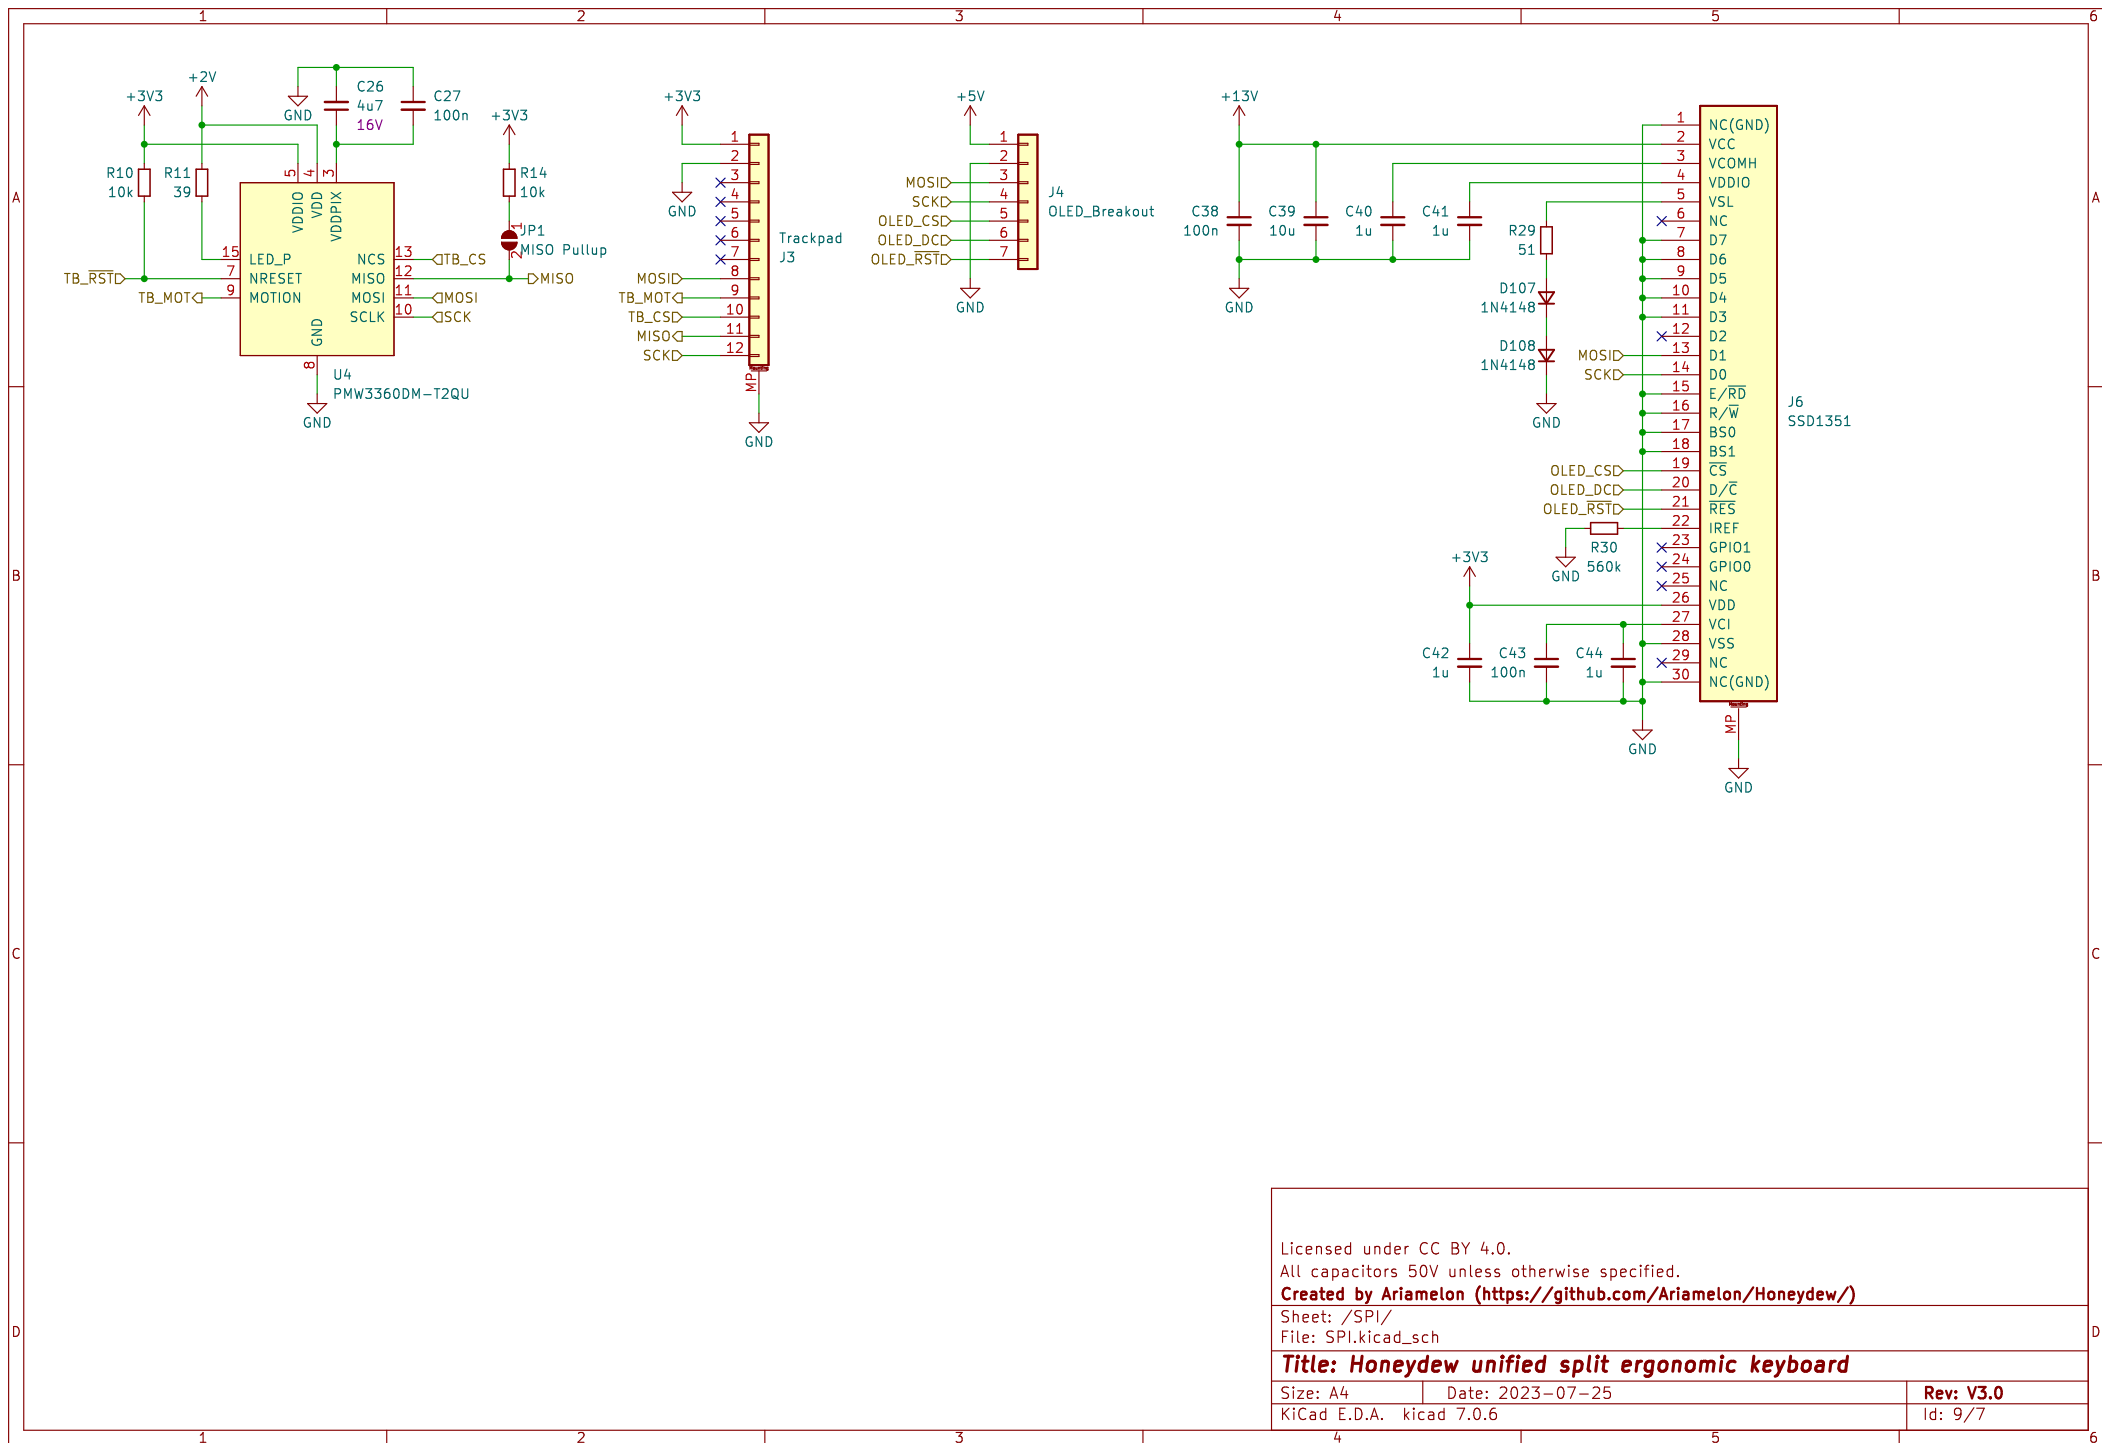 1 2 3 4 5 6
A
B
C
D
A
B
C
D
1 2 3 4 5 6
+3V3
+2V
GND
C26
4u7
16V
C27
100n
+3V3
R10
10k
R11
39
R14
10k
JP1
MISO Pullup
1
2
5 4 3
VDDIO VDD VDDPIX
15 LED_P
7 NRESET
9 MOTION
NCS 13
MISO 12
MOSI 11
SCLK 10
GND
8
TB_RST
TB_MOT
TB_CS
MISO
MOSI
SCK
U4
PMW3360DM-T2QU
GND
+3V3
GND
1
2
3
4
5
6
7
8
9
10
11
12
MOSI
TB_MOT
TB_CS
MISO
SCK
Trackpad
J3
MP
GND
+5V
1
2
3
4
5
6
7
MOSI
SCK
OLED_CS
OLED_DC
OLED_RST
J4
OLED_Breakout
GND
+13V
C38
100n
C39
10u
C40
1u
C41
1u
GND
R29
51
D107
1N4148
D108
1N4148
GND
MOSI
SCK
OLED_CS
OLED_DC
OLED_RST
R30
560k
GND
+3V3
C42
1u
C43
100n
C44
1u
GND
1 NC(GND)
2 VCC
3 VCOMH
4 VDDIO
5 VSL
6 NC
7 D7
8 D6
9 D5
10 D4
11 D3
12 D2
13 D1
14 D0
15 E/RD
16 R/W
17 BS0
18 BS1
19 CS
20 D/C
21 RES
22 IREF
23 GPIO1
24 GPIO0
25 NC
26 VDD
27 VCI
28 VSS
29 NC
30 NC(GND)
J6
SSD1351
MP
GND
Licensed under CC BY 4.0.
All capacitors 50V unless otherwise specified.
Created by Ariamelon (https://github.com/Ariamelon/Honeydew/)
Sheet: /SPI/
File: SPI.kicad_sch
Title: Honeydew unified split ergonomic keyboard
Size: A4 Date: 2023-07-25 Rev: V3.0
KiCad E.D.A. kicad 7.0.6 Id: 9/7